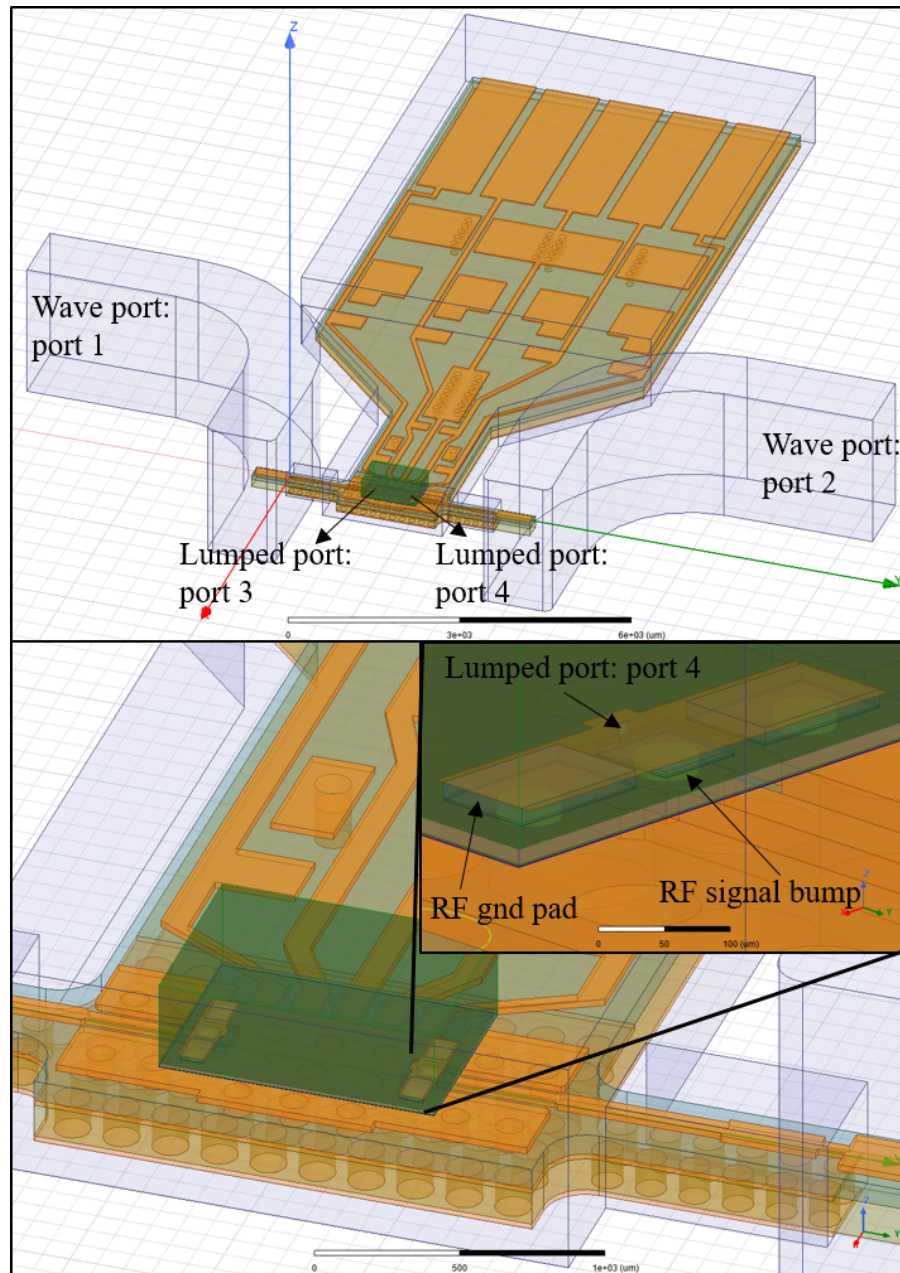 Z
Wave port:
port 1
Wave port:
port 2
Lumped port:
port 3
Lumped port:
port 4
Y
0
3e+03
6e+03 (um)
Lumped port: port 4
RF gnd pad
RF signal bump
Z
Y
0
50
100 (um)
Z
Y
0
500
1e+03 (um)